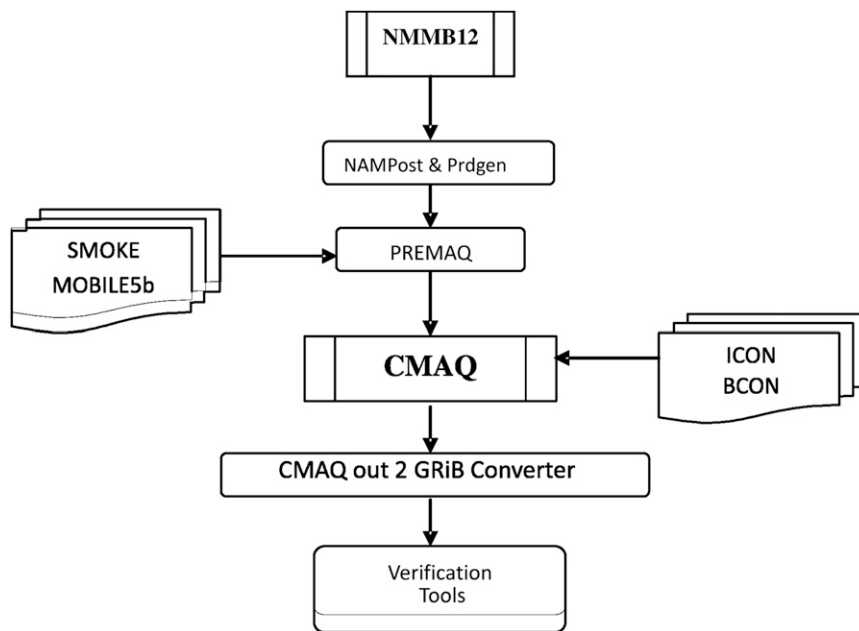 NMMB12
NAMPost & Prdgen
SMOKE
MOBILE5b
PREMAQ
CMAQ
ICON
BCON
CMAQ out 2 GRiB Converter
Verification
Tools